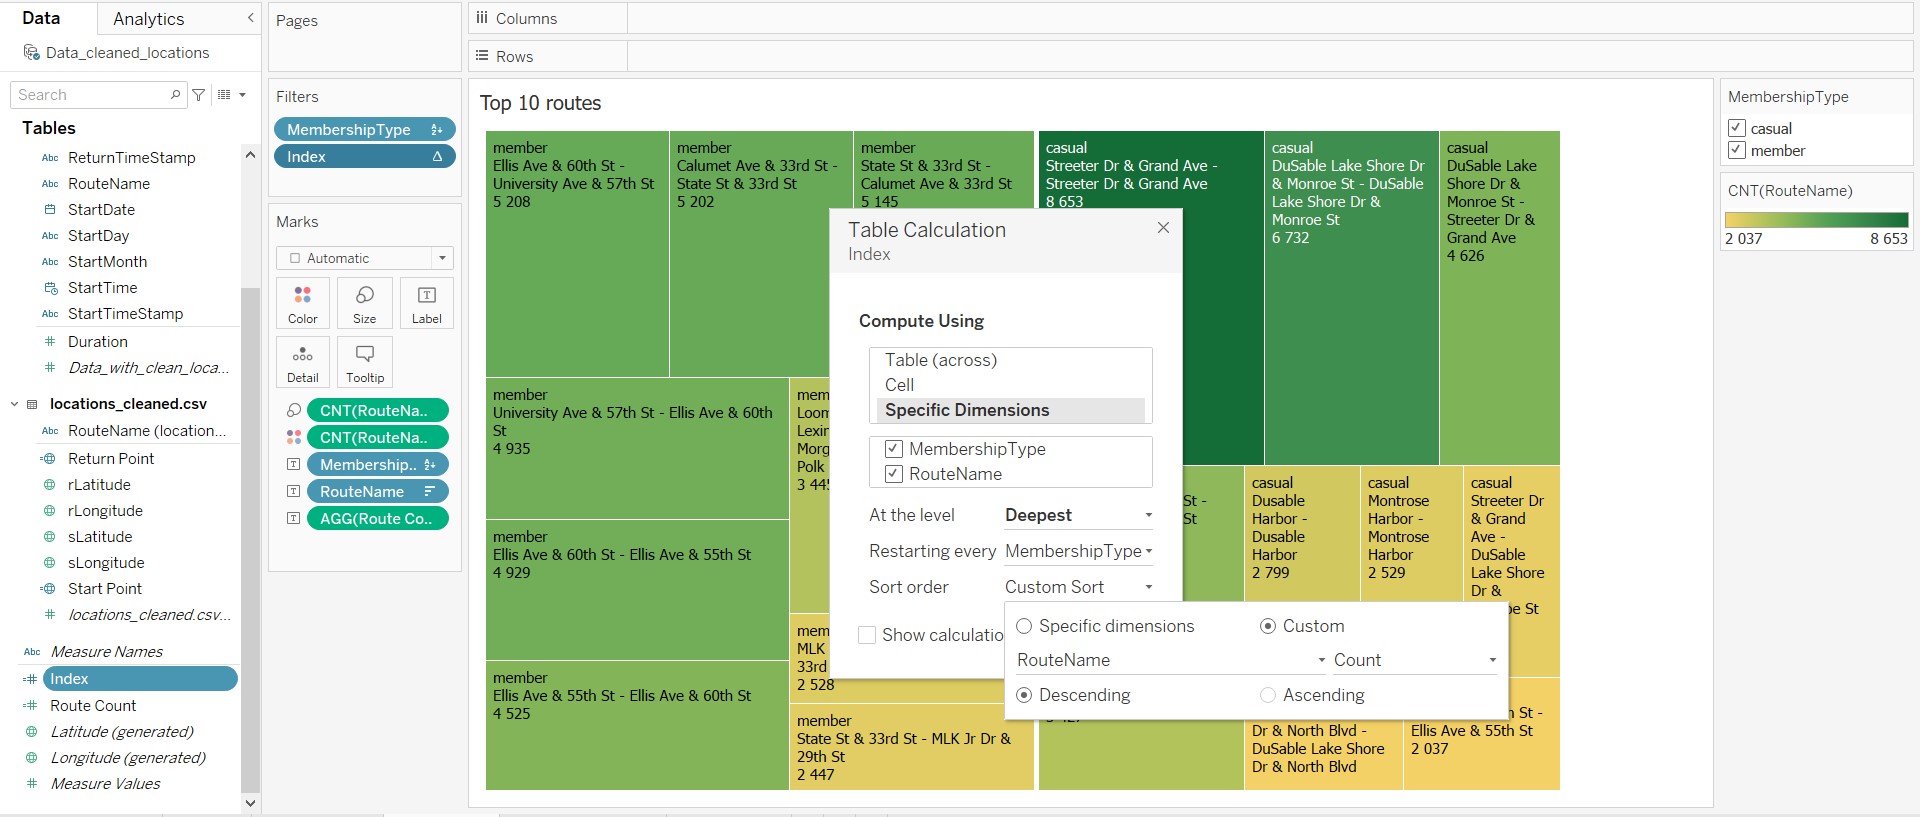 Data
Analytics
Data_cleaned_locations
Search
Tables
Abc ReturnTimeStamp
Abc RouteName
StartDate
Abc StartDay
Abc StartMonth
StartTime
Abc StartTimeStamp
# Duration
# Data_with_clean_loca...
locations_cleaned.csv
Abc RouteName (location...
Return Point
rLatitude
rLongitude
sLatitude
sLongitude
Start Point
# locations_cleaned.csv...
Abc Measure Names
=# Index
=# Route Count
Latitude (generated)
Longitude (generated)
# Measure Values
Pages
Filters
MembershipType
Index
Marks
Automatic
Color
Size
Label
Detail
Tooltip
CNT(RouteNa..
CNT(RouteNa..
Membership..
RouteName
AGG(Route Co..
Columns
Rows
Top 10 routes
member
Ellis Ave & 60th St -
University Ave & 57th St
5 208
member
Calumet Ave & 33rd St -
State St & 33rd St
5 202
member
State St & 33rd St -
Calumet Ave & 33rd St
5 145
casual
Streeter Dr & Grand Ave -
Streeter Dr & Grand Ave
8 653
casual
DuSable Lake Shore Dr
& Monroe St - DuSable
Lake Shore Dr &
Monroe St
6 732
casual
DuSable Lake
Shore Dr &
Monroe St -
Streeter Dr &
Grand Ave
4 626
member
University Ave & 57th St - Ellis Ave & 60th
St
4 935
mem
Loom
Lexin
Morg
Polk
3 445
member
Ellis Ave & 60th St - Ellis Ave & 55th St
4 929
mem
MLK
33rd
2 528
member
Ellis Ave & 55th St - Ellis Ave & 60th St
4 525
member
State St & 33rd St - MLK Jr Dr &
29th St
2 447
St -
St
casual
Dusable
Harbor -
Dusable
Harbor
2 799
casual
Montrose
Harbor -
Montrose
Harbor
2 529
casual
Streeter Dr
& Grand
Ave -
DuSable
Lake Shore
Dr &
e St
Dr & North Blvd -
DuSable Lake Shore
Dr & North Blvd
h St -
Ellis Ave & 55th St
2 037
Table Calculation
Index
Compute Using
Table (across)
Cell
Specific Dimensions
MembershipType
RouteName
At the level
Deepest
Restarting every
MembershipType
Sort order
Custom Sort
Show calculatio
Specific dimensions
Custom
RouteName
Count
Descending
Ascending
MembershipType
casual
member
CNT(RouteName)
2 037
8 653